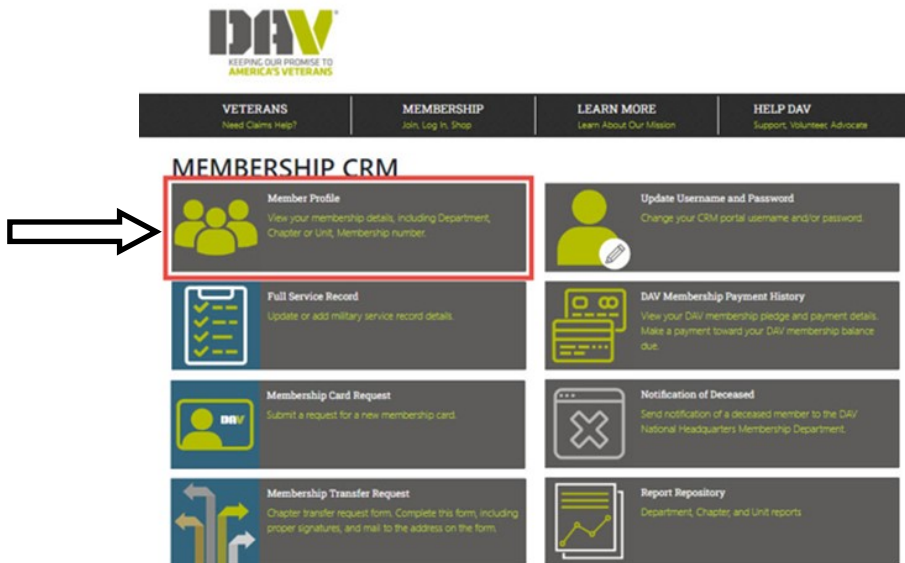 DAV
KEEPING OUR PROMISE TO
AMERICA'S VETERANS
VETERANS
Need Claims Help?
MEMBERSHIP
Join, Log In, Shop
LEARN MORE
Learn About Our Mission
HELP DAV
Support, Volunteer, Advocate
MEMBERSHIP CRM
Member Profile
View your membership details, including Department,
Chapter or Unit, Membership number.
Update Username and Password
Change your CRM portal username and/or password.
Full Service Record
Update or add military service record details.
DAV Membership Payment History
View your DAV membership pledge and payment details.
Make a payment toward your DAV membership balance
due.
Membership Card Request
Submit a request for a new membership card.
DAV
Notification of Deceased
Send notification of a deceased member to the DAV
National Headquarters Membership Department.
Membership Transfer Request
Chapter transfer request form. Complete this form, including
proper signatures, and mail to the address on the form.
Report Repository
Department, Chapter, and Unit reports